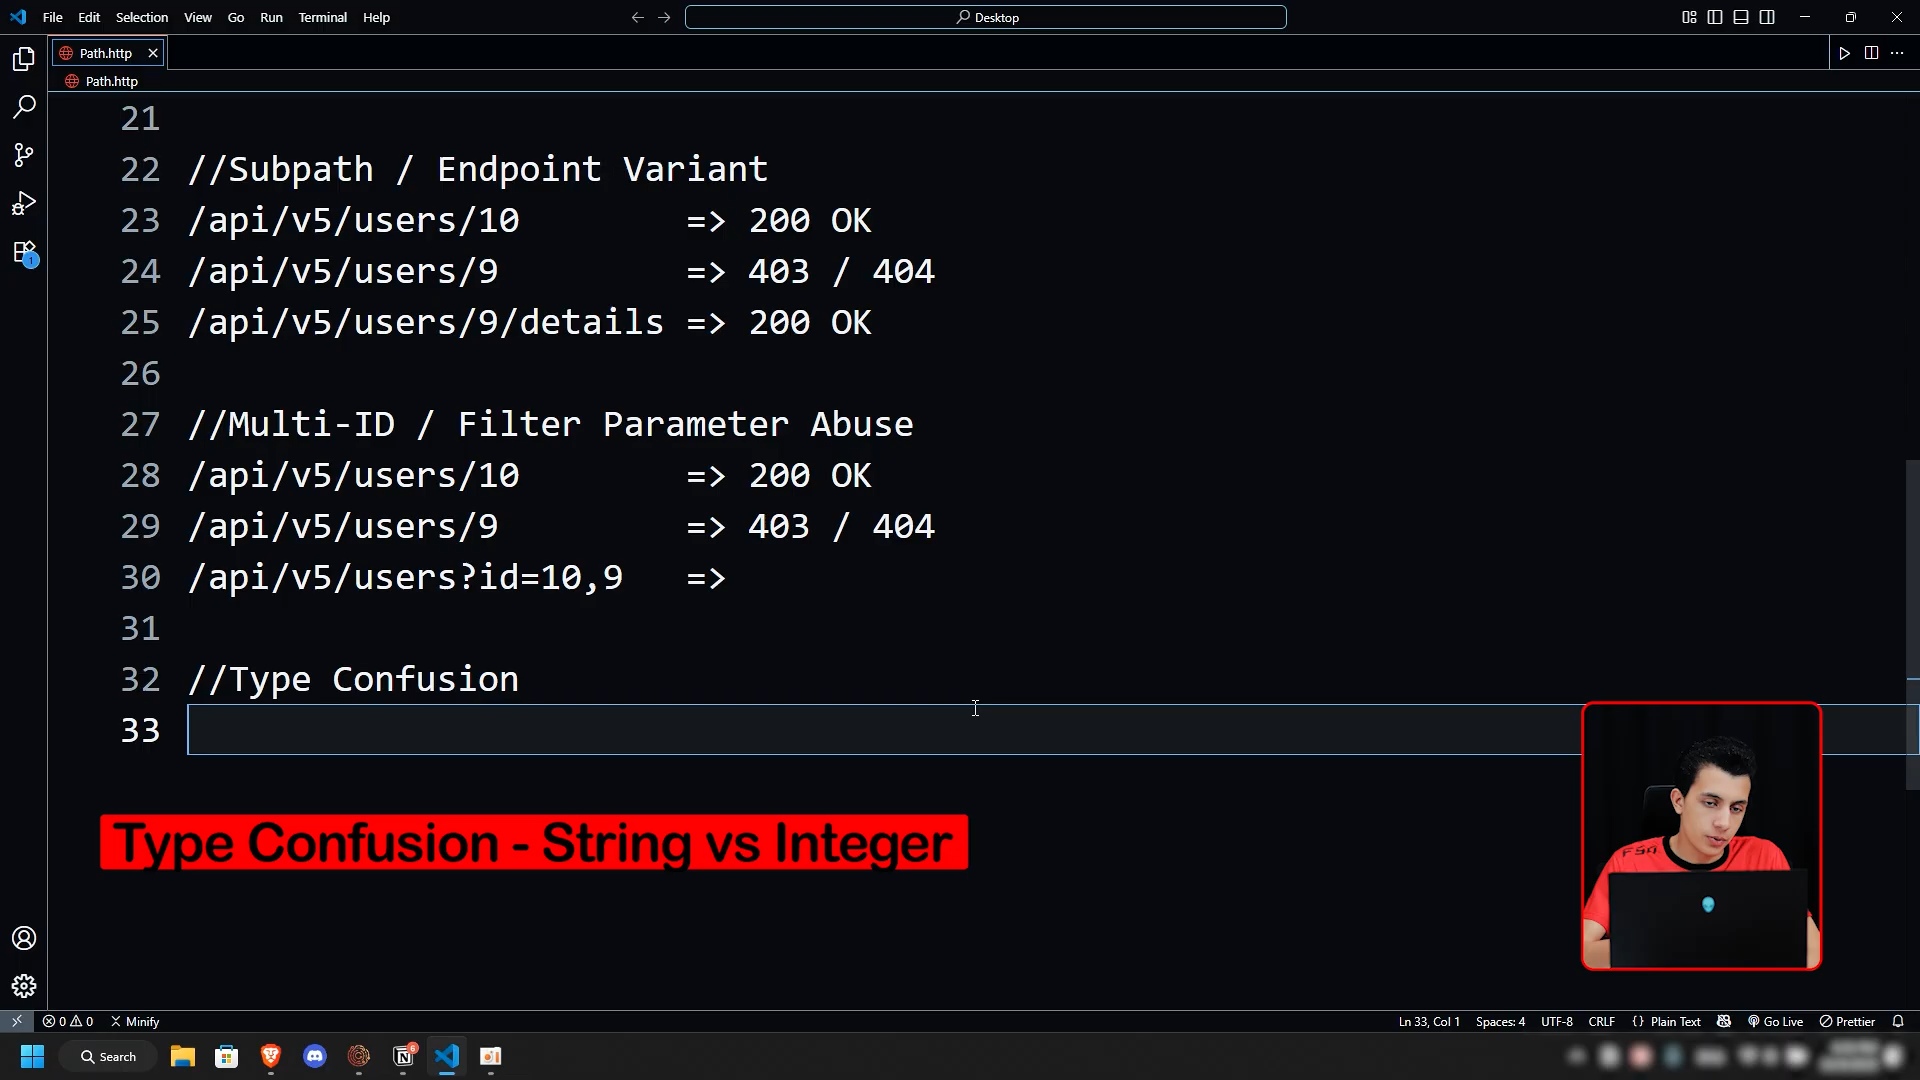 File Edit Selection View Go Run Terminal Help
Desktop
Path.http
Path.http
21
22 //Subpath / Endpoint Variant
23 /api/v5/users/10 => 200 OK
24 /api/v5/users/9 => 403 / 404
25 /api/v5/users/9/details => 200 OK
26
27 //Multi-ID / Filter Parameter Abuse
28 /api/v5/users/10 => 200 OK
29 /api/v5/users/9 => 403 / 404
30 /api/v5/users?id=10,9 =>
31
32 //Type Confusion
33
1
Type Confusion - String vs Integer
0 0 Minify
Ln 33, Col 1 Spaces: 4 UTF-8 CRLF {} Plain Text Go Live Prettier
Search
6